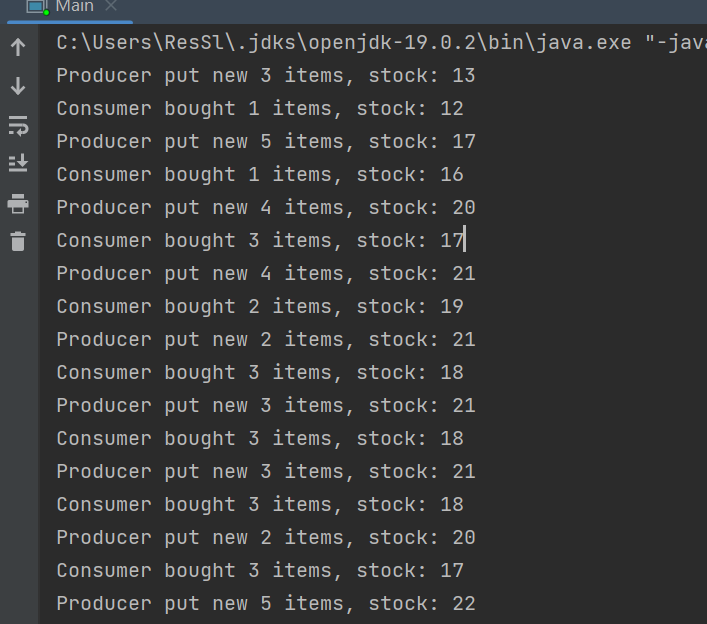 Main
C:\Users\ResSl\.jdks\openjdk-19.0.2\bin\java.exe "-jav
Producer put new 3 items, stock: 13
Consumer bought 1 items, stock: 12
Producer put new 5 items, stock: 17
Consumer bought 1 items, stock: 16
Producer put new 4 items, stock: 20
Consumer bought 3 items, stock: 17
Producer put new 4 items, stock: 21
Consumer bought 2 items, stock: 19
Producer put new 2 items, stock: 21
Consumer bought 3 items, stock: 18
Producer put new 3 items, stock: 21
Consumer bought 3 items, stock: 18
Producer put new 3 items, stock: 21
Consumer bought 3 items, stock: 18
Producer put new 2 items, stock: 20
Consumer bought 3 items, stock: 17
Producer put new 5 items, stock: 22